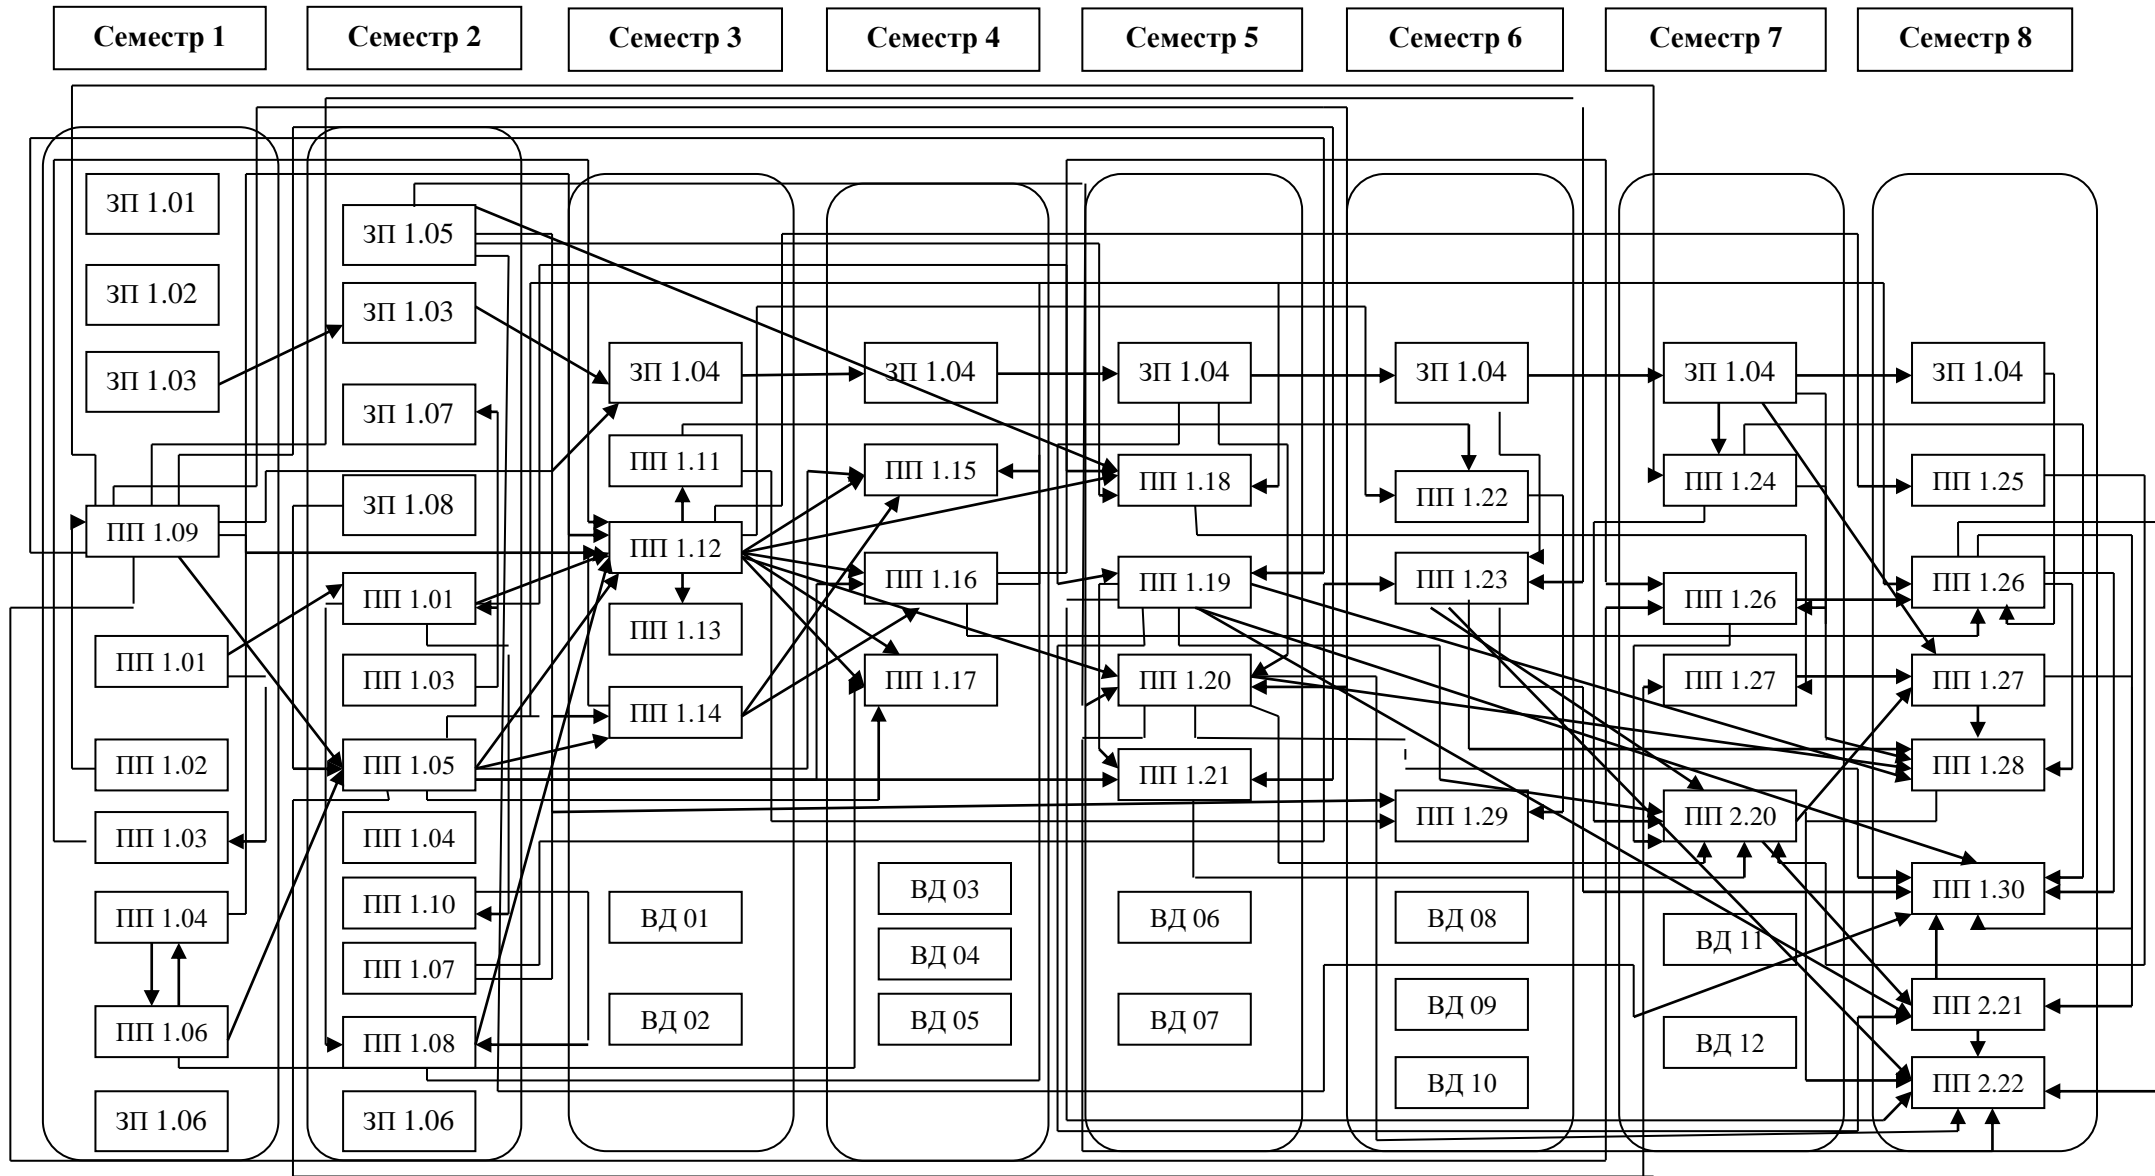 Семестр 1
Семестр 2
Семестр 3
Семестр 4
Семестр 5
Семестр 6
Семестр 7
Семестр 8
ЗП 1.01
ЗП 1.02
ЗП 1.03
ПП 1.09
ПП 1.01
ПП 1.02
ПП 1.03
ПП 1.04
ПП 1.06
ЗП 1.06
ЗП 1.05
ЗП 1.03
ЗП 1.07
ЗП 1.08
ПП 1.01
ПП 1.03
ПП 1.05
ПП 1.04
ПП 1.10
ПП 1.07
ПП 1.08
ЗП 1.06
ЗП 1.04
ПП 1.11
ПП 1.12
ПП 1.13
ПП 1.14
ВД 01
ВД 02
ЗП 1.04
ПП 1.15
ПП 1.16
ПП 1.17
ВД 03
ВД 04
ВД 05
ЗП 1.04
ПП 1.18
ПП 1.19
ПП 1.20
ПП 1.21
ВД 06
ВД 07
ЗП 1.04
ПП 1.22
ПП 1.23
ПП 1.29
ВД 08
ВД 09
ВД 10
ЗП 1.04
ПП 1.24
ПП 1.26
ПП 1.27
ПП 2.20
ВД 11
ВД 12
ЗП 1.04
ПП 1.25
ПП 1.26
ПП 1.27
ПП 1.28
ПП 1.30
ПП 2.21
ПП 2.22